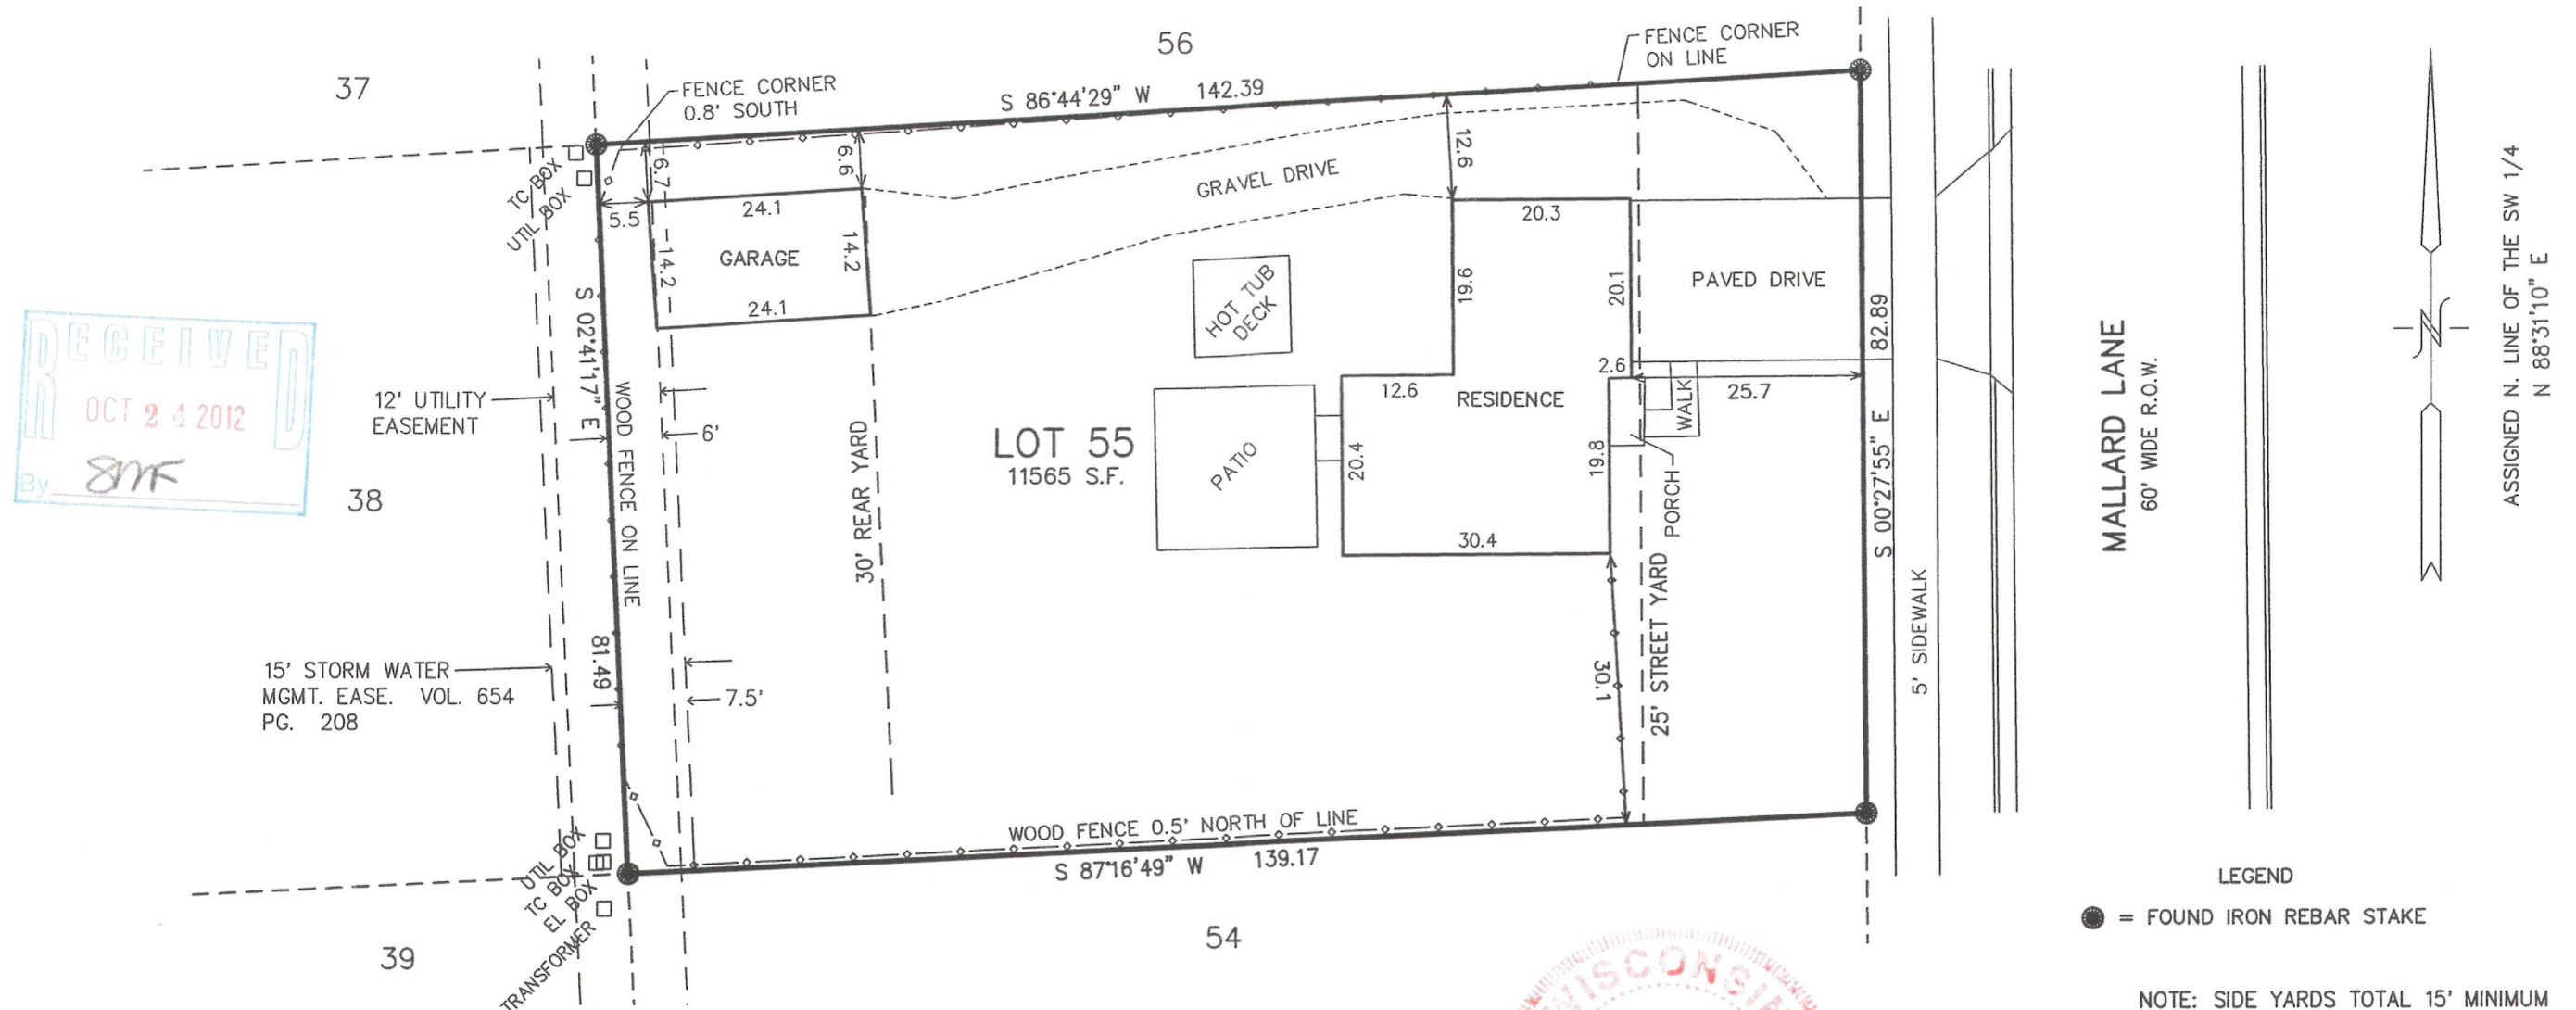 56
37
FENCE CORNER
0.8' SOUTH
S 86°44'29" W 142.39
FENCE CORNER
ON LINE
TC BOX
UTIL BOX
6.7
6.6
12.6
5.5
24.1
GARAGE
14.2
14.2
24.1
GRAVEL DRIVE
20.3
19.6
20.1
PAVED DRIVE
HOT TUB
DECK
2.6
12.6
RESIDENCE
WALK
25.7
82.89
S 00°27'55" E
S 02°41'17" E
WOOD FENCE ON LINE
81.49
RECEIVED
OCT 24 2012
By SMF
12' UTILITY
EASEMENT
6'
38
30' REAR YARD
LOT 55
11565 S.F.
PATIO
20.4
19.8
PORCH
30.4
30.1
25' STREET YARD
15' STORM WATER
MGMT. EASE. VOL. 654
PG. 208
7.5'
5' SIDEWALK
MALLARD LANE
60' WIDE R.O.W.
N
ASSIGNED N. LINE OF THE SW 1/4
N 88°31'10" E
WOOD FENCE 0.5' NORTH OF LINE
S 87°16'49" W 139.17
UTIL BOX
TC BOX
EL BOX
TRANSFORMER
39
54
WISCONSIN
LEGEND
= FOUND IRON REBAR STAKE
NOTE: SIDE YARDS TOTAL 15' MINIMUM